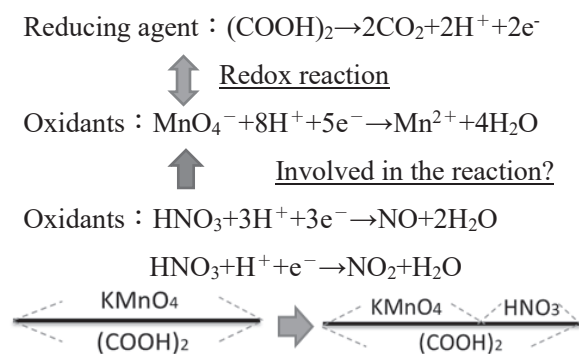 Reducing agent：(COOH)₂→2CO₂+2H⁺+2e⁻
Redox reaction
Oxidants：MnO₄⁻+8H⁺+5e⁻→Mn²⁺+4H₂O
Involved in the reaction?
Oxidants：HNO₃+3H⁺+3e⁻→NO+2H₂O
HNO₃+H⁺+e⁻→NO₂+H₂O
KMnO₄ KMnO₄ HNO₃
(COOH)₂ (COOH)₂